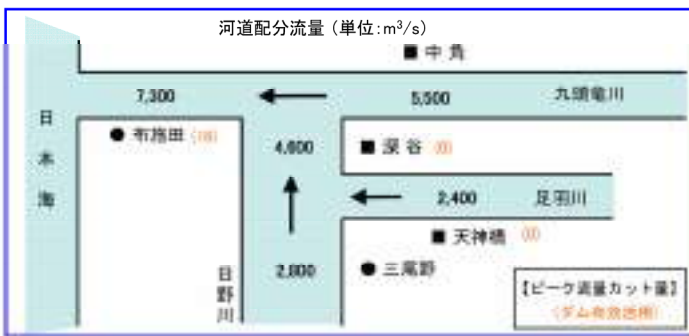 河道配分流量（単位：m³/s）
■ 中角
7,300
5,500
九頭竜川
日本海
● 布施田
4,600
■ 深谷 (0)
2,400
足羽川
■ 天神橋 (0)
2,800
● 三尾野
日野川
【ピーク流量カット量】